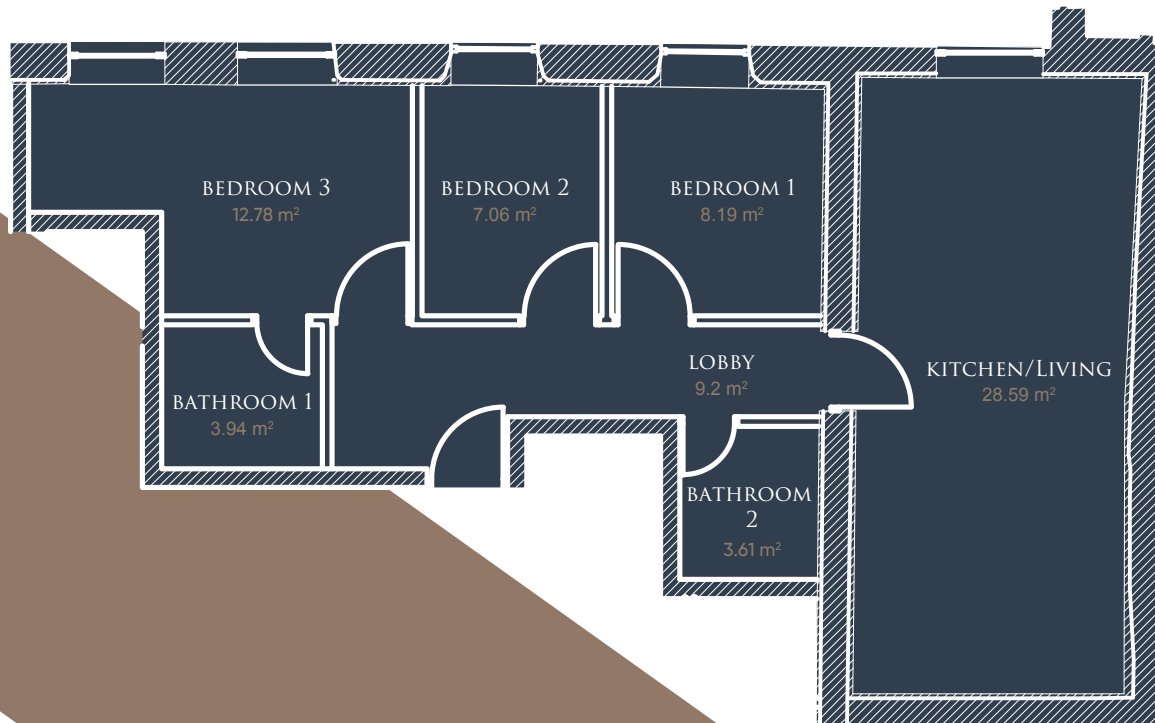 BEDROOM 3
12.78 m²
BEDROOM 2
7.06 m²
BEDROOM 1
8.19 m²
LOBBY
9.2 m²
KITCHEN/LIVING
28.59 m²
BATHROOM 1
3.94 m²
BATHROOM
2
3.61 m²